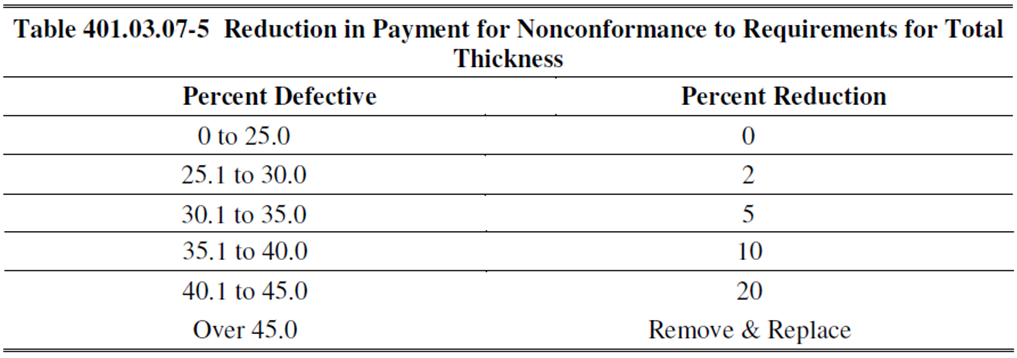 Table 401.03.07-5 Reduction in Payment for Nonconformance to Requirements for Total
Thickness
Percent Defective Percent Reduction
0 to 25.0 0
25.1 to 30.0 2
30.1 to 35.0 5
35.1 to 40.0 10
40.1 to 45.0 20
Over 45.0 Remove & Replace